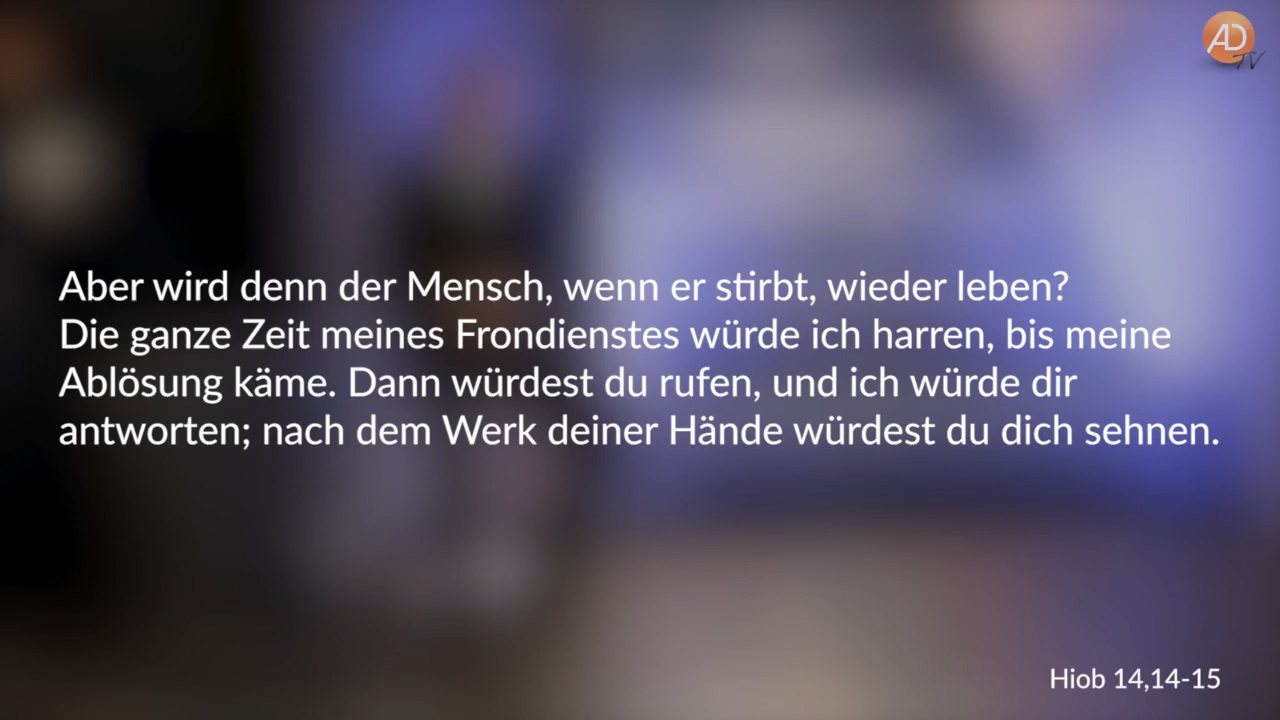 AD
TV
Aber wird denn der Mensch, wenn er stirbt, wieder leben?
Die ganze Zeit meines Frondienstes würde ich harren, bis meine
Ablösung käme. Dann würdest du rufen, und ich würde dir
antworten; nach dem Werk deiner Hände würdest du dich sehnen.
Hiob 14,14-15